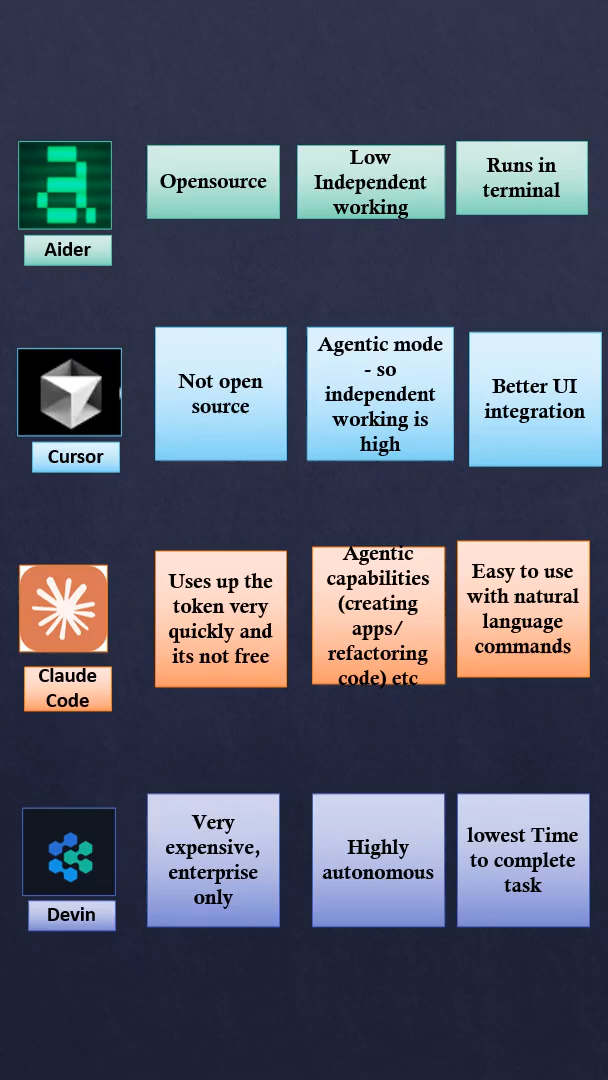 Opensource
Low
Independent
working
Runs in
terminal
Aider
Not open
source
Agentic mode
- so
independent
working is
high
Better UI
integration
Cursor
Uses up the
token very
quickly and
its not free
Agentic
capabilities
(creating
apps/
refactoring
code) etc
Easy to use
with natural
language
commands
Claude
Code
Very
expensive,
enterprise
only
Highly
autonomous
lowest Time
to complete
task
Devin